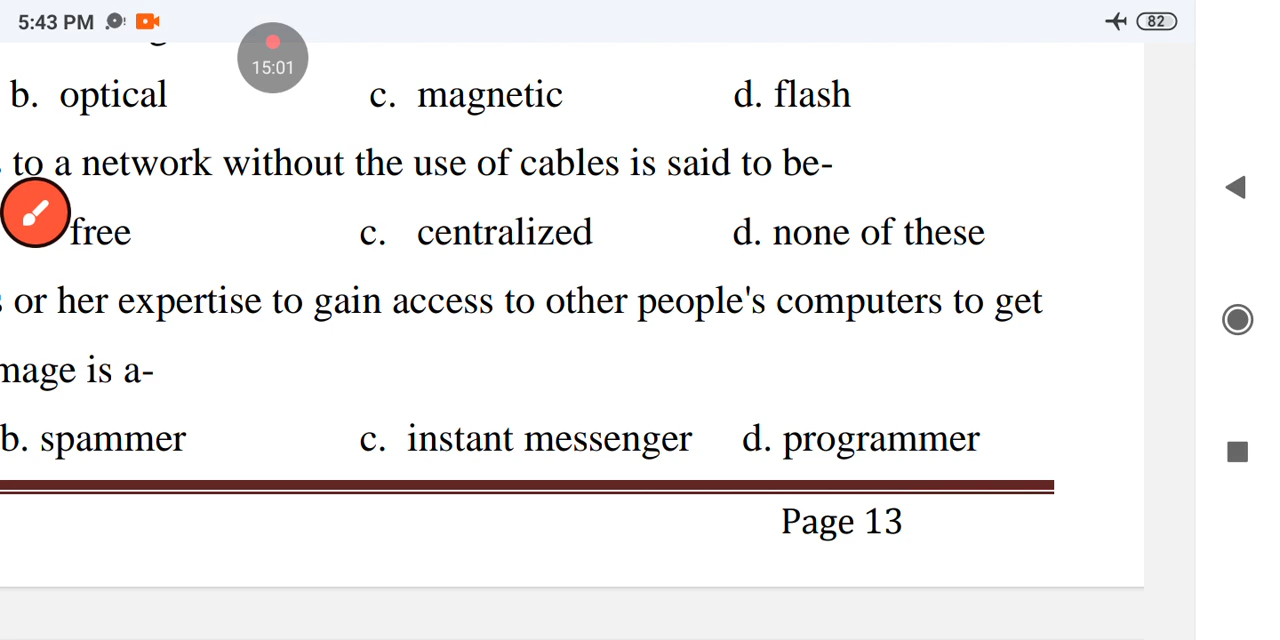 5:43 PM 82
15:01
b. optical c. magnetic d. flash
to a network without the use of cables is said to be-
free c. centralized d. none of these
or her expertise to gain access to other people's computers to get
mage is a-
b. spammer c. instant messenger d. programmer
Page 13